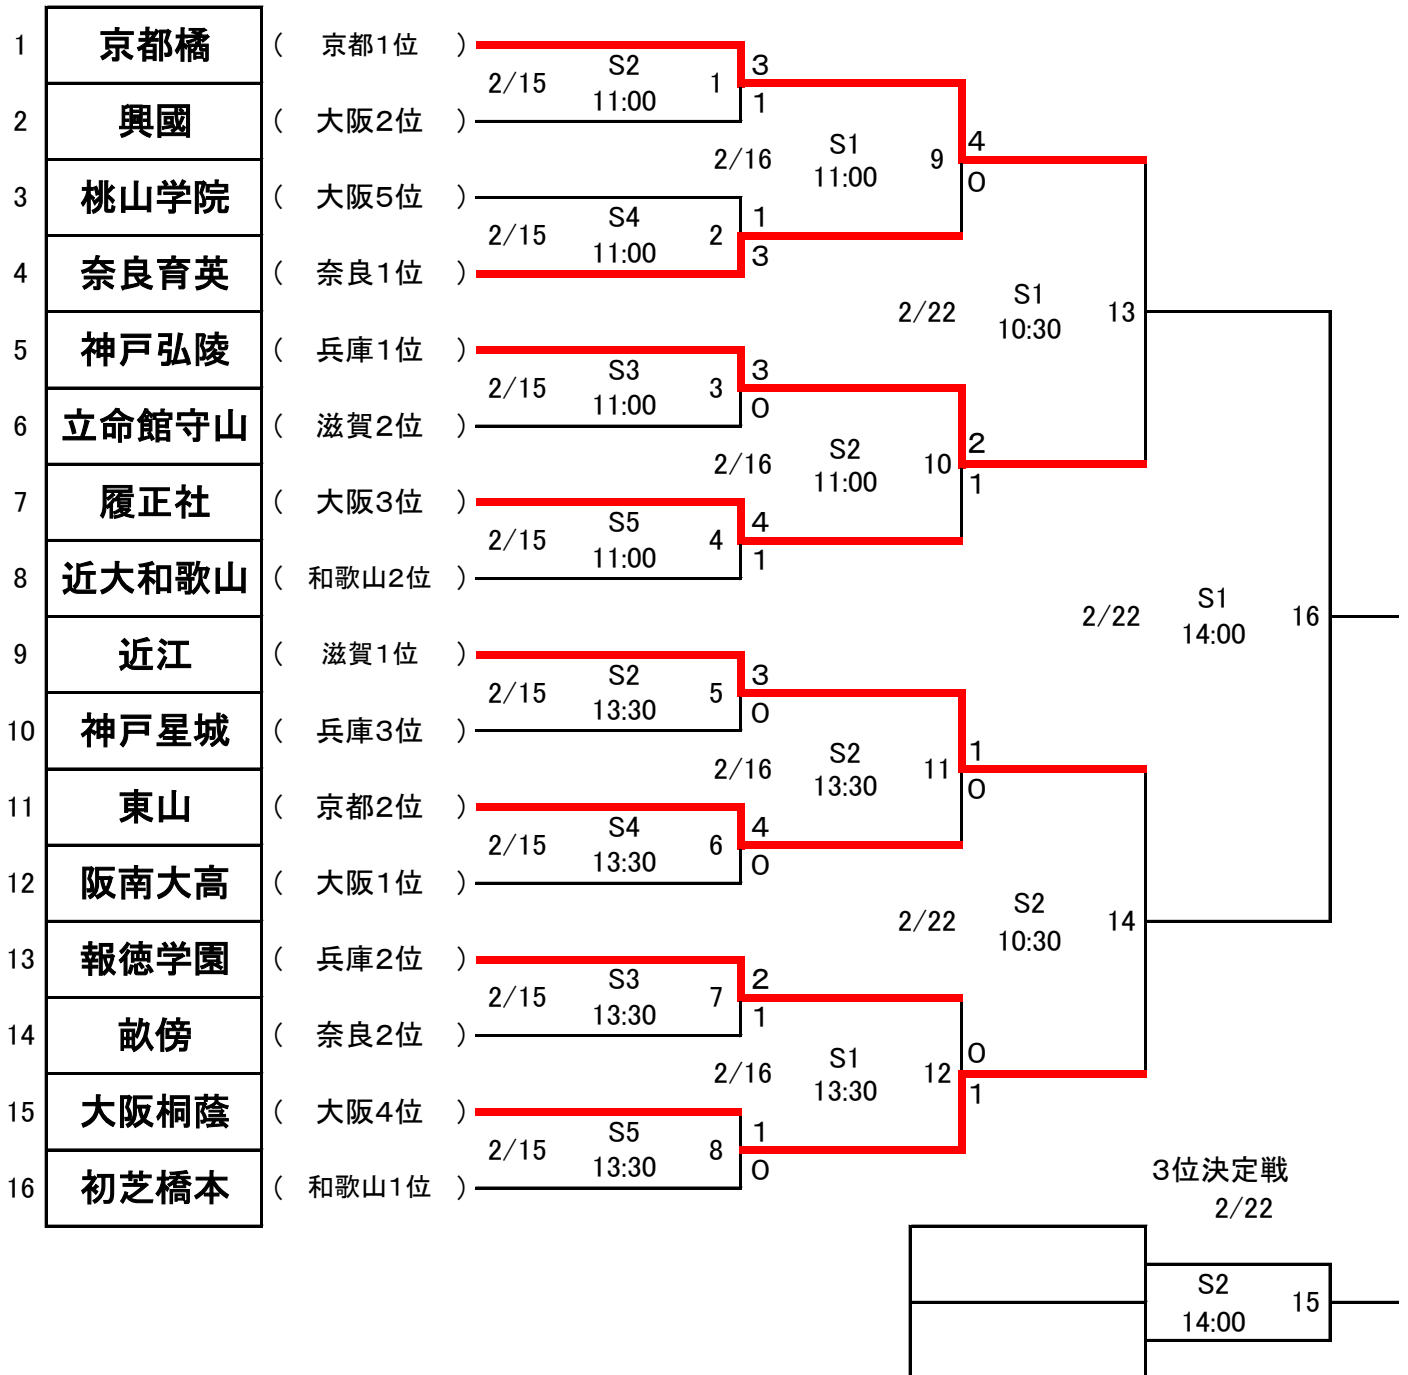 1 京都橘 ( 京都1位 )
2/15 S2 11:00 1 3 1
2 興國 ( 大阪2位 )
2/16 S1 11:00 9 4 0
3 桃山学院 ( 大阪5位 )
2/15 S4 11:00 2 1 3
4 奈良育英 ( 奈良1位 )
2/22 S1 10:30 13
5 神戸弘陵 ( 兵庫1位 )
2/15 S3 11:00 3 3 0
6 立命館守山 ( 滋賀2位 )
2/16 S2 11:00 10 2 1
7 履正社 ( 大阪3位 )
2/15 S5 11:00 4 4 1
8 近大和歌山 ( 和歌山2位 )
2/22 S1 14:00 16
9 近江 ( 滋賀1位 )
2/15 S2 13:30 5 3 0
10 神戸星城 ( 兵庫3位 )
2/16 S2 13:30 11 1 0
11 東山 ( 京都2位 )
2/15 S4 13:30 6 4 0
12 阪南大高 ( 大阪1位 )
2/22 S2 10:30 14
13 報徳学園 ( 兵庫2位 )
2/15 S3 13:30 7 2 1
14 畝傍 ( 奈良2位 )
2/16 S1 13:30 12 0 1
15 大阪桐蔭 ( 大阪4位 )
2/15 S5 13:30 8 1 0
16 初芝橋本 ( 和歌山1位 )
3位決定戦
2/22
S2 14:00 15